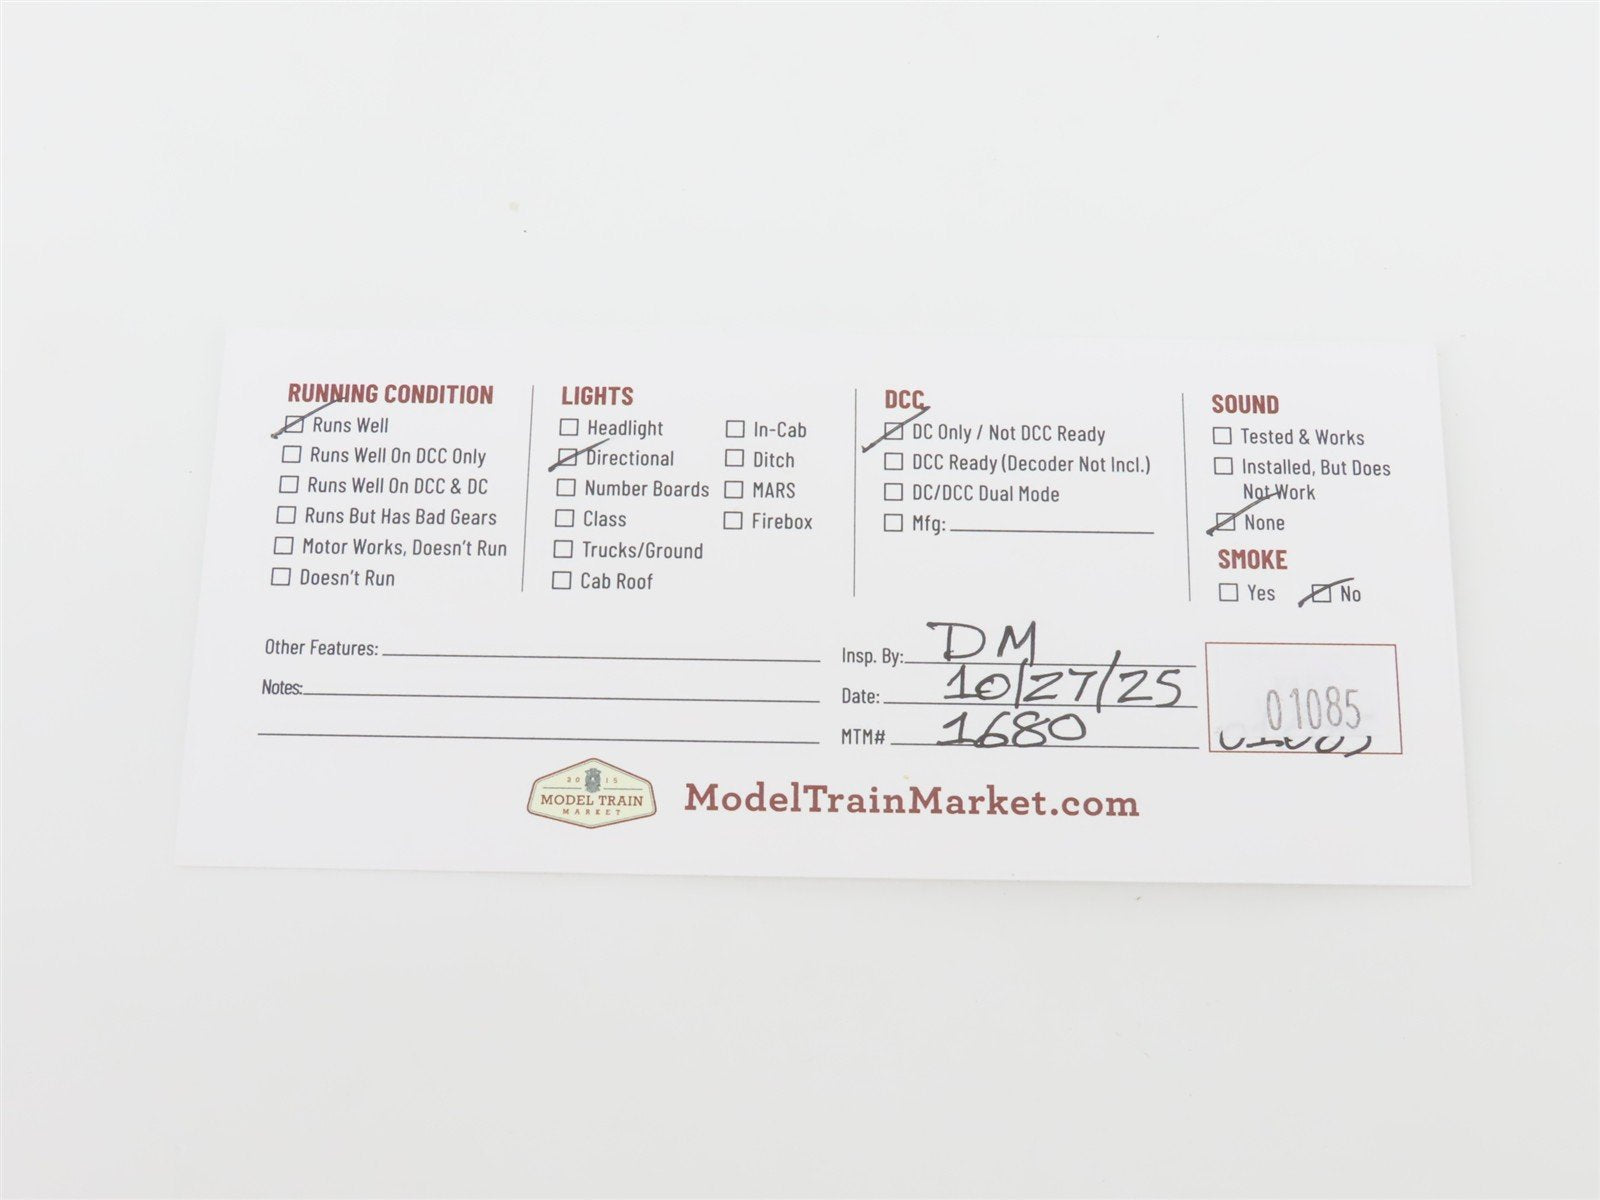 RUNNING CONDITION
Runs Well
Runs Well On DCC Only
Runs Well On DCC & DC
Runs But Has Bad Gears
Motor Works, Doesn't Run
Doesn't Run
LIGHTS
Headlight
Directional
Number Boards
Class
Trucks/Ground
Cab Roof
In-Cab
Ditch
MARS
Firebox
DCC
DC Only / Not DCC Ready
DCC Ready (Decoder Not Incl.)
DC/DCC Dual Mode
Mfg:
SOUND
Tested & Works
Installed, But Does
Not Work
None
SMOKE
Yes No
Other Features:
Notes:
Insp. By: DM
Date: 10/27/25
MTM# 1680
01085
2015
MODEL TRAIN
MARKET
ModelTrainMarket.com